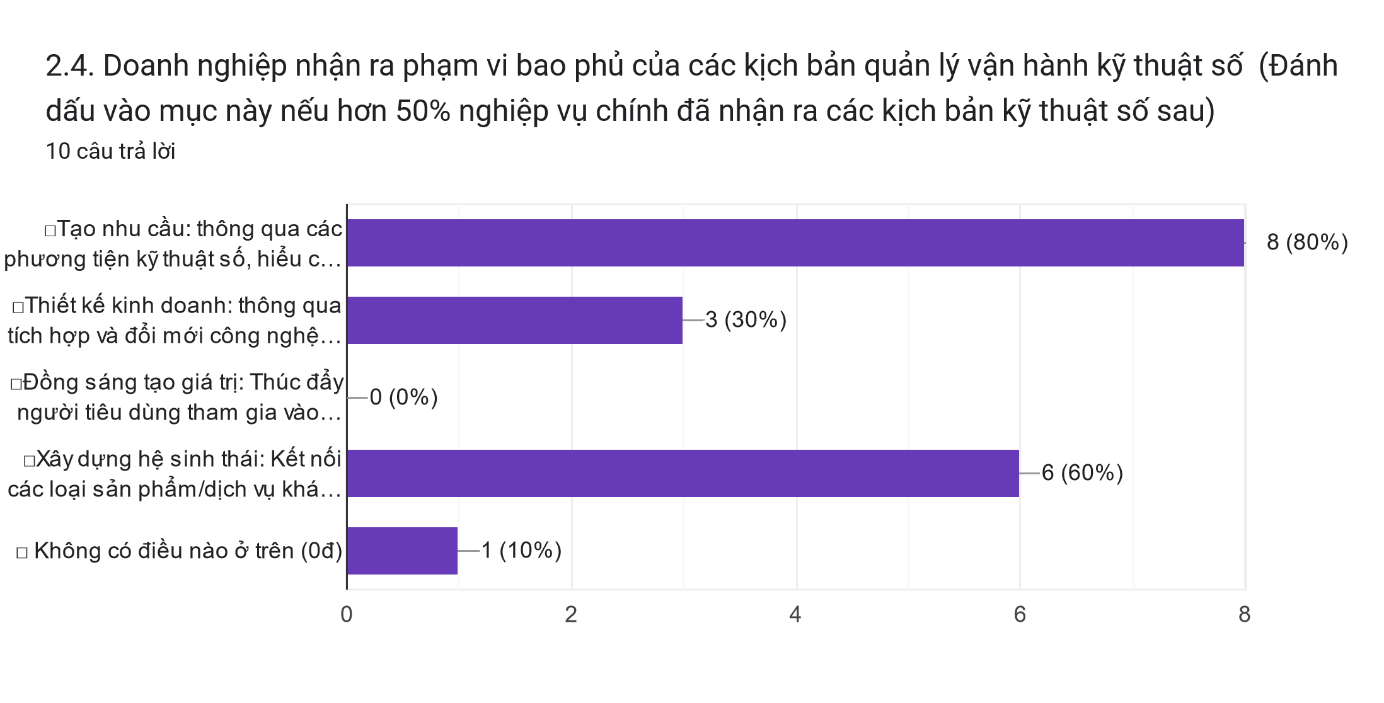 2.4. Doanh nghiệp nhận ra phạm vi bao phủ của các kịch bản quản lý vận hành kỹ thuật số (Đánh
dấu vào mục này nếu hơn 50% nghiệp vụ chính đã nhận ra các kịch bản kỹ thuật số sau)
10 câu trả lời
□Tạo nhu cầu: thông qua các
phương tiện kỹ thuật số, hiểu c…
8 (80%)
□Thiết kế kinh doanh: thông qua
tích hợp và đổi mới công nghệ…
3 (30%)
□Đồng sáng tạo giá trị: Thúc đẩy
người tiêu dùng tham gia vào…
0 (0%)
□Xây dựng hệ sinh thái: Kết nối
các loại sản phẩm/dịch vụ khá…
6 (60%)
□ Không có điều nào ở trên (0đ)
1 (10%)
0 2 4 6 8